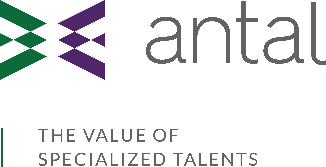 antal
THE VALUE OF
SPECIALIZED TALENTS